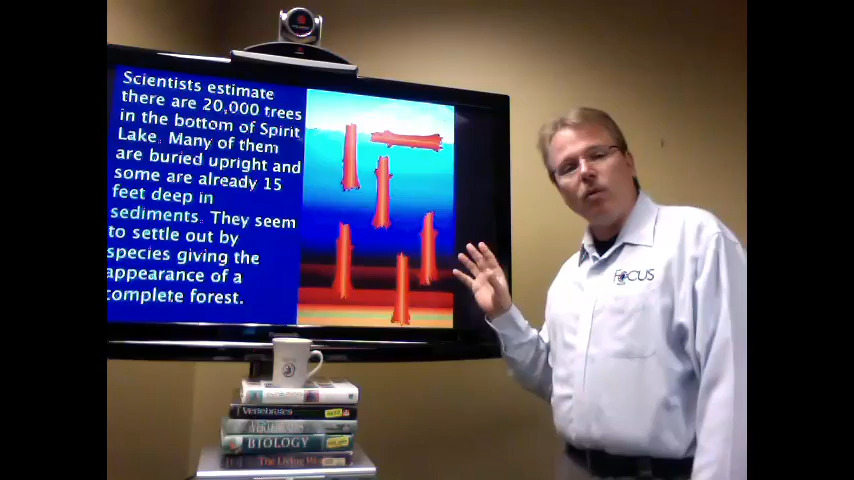 Scientists estimate
there are 20,000 trees
in the bottom of Spirit
Lake. Many of them
are buried upright and
some are already 15
feet deep in
sediments. They seem
to settle out by
species giving the
appearance of a
complete forest.
FOCUS
Vertebrates
BIOLOGY
The Living